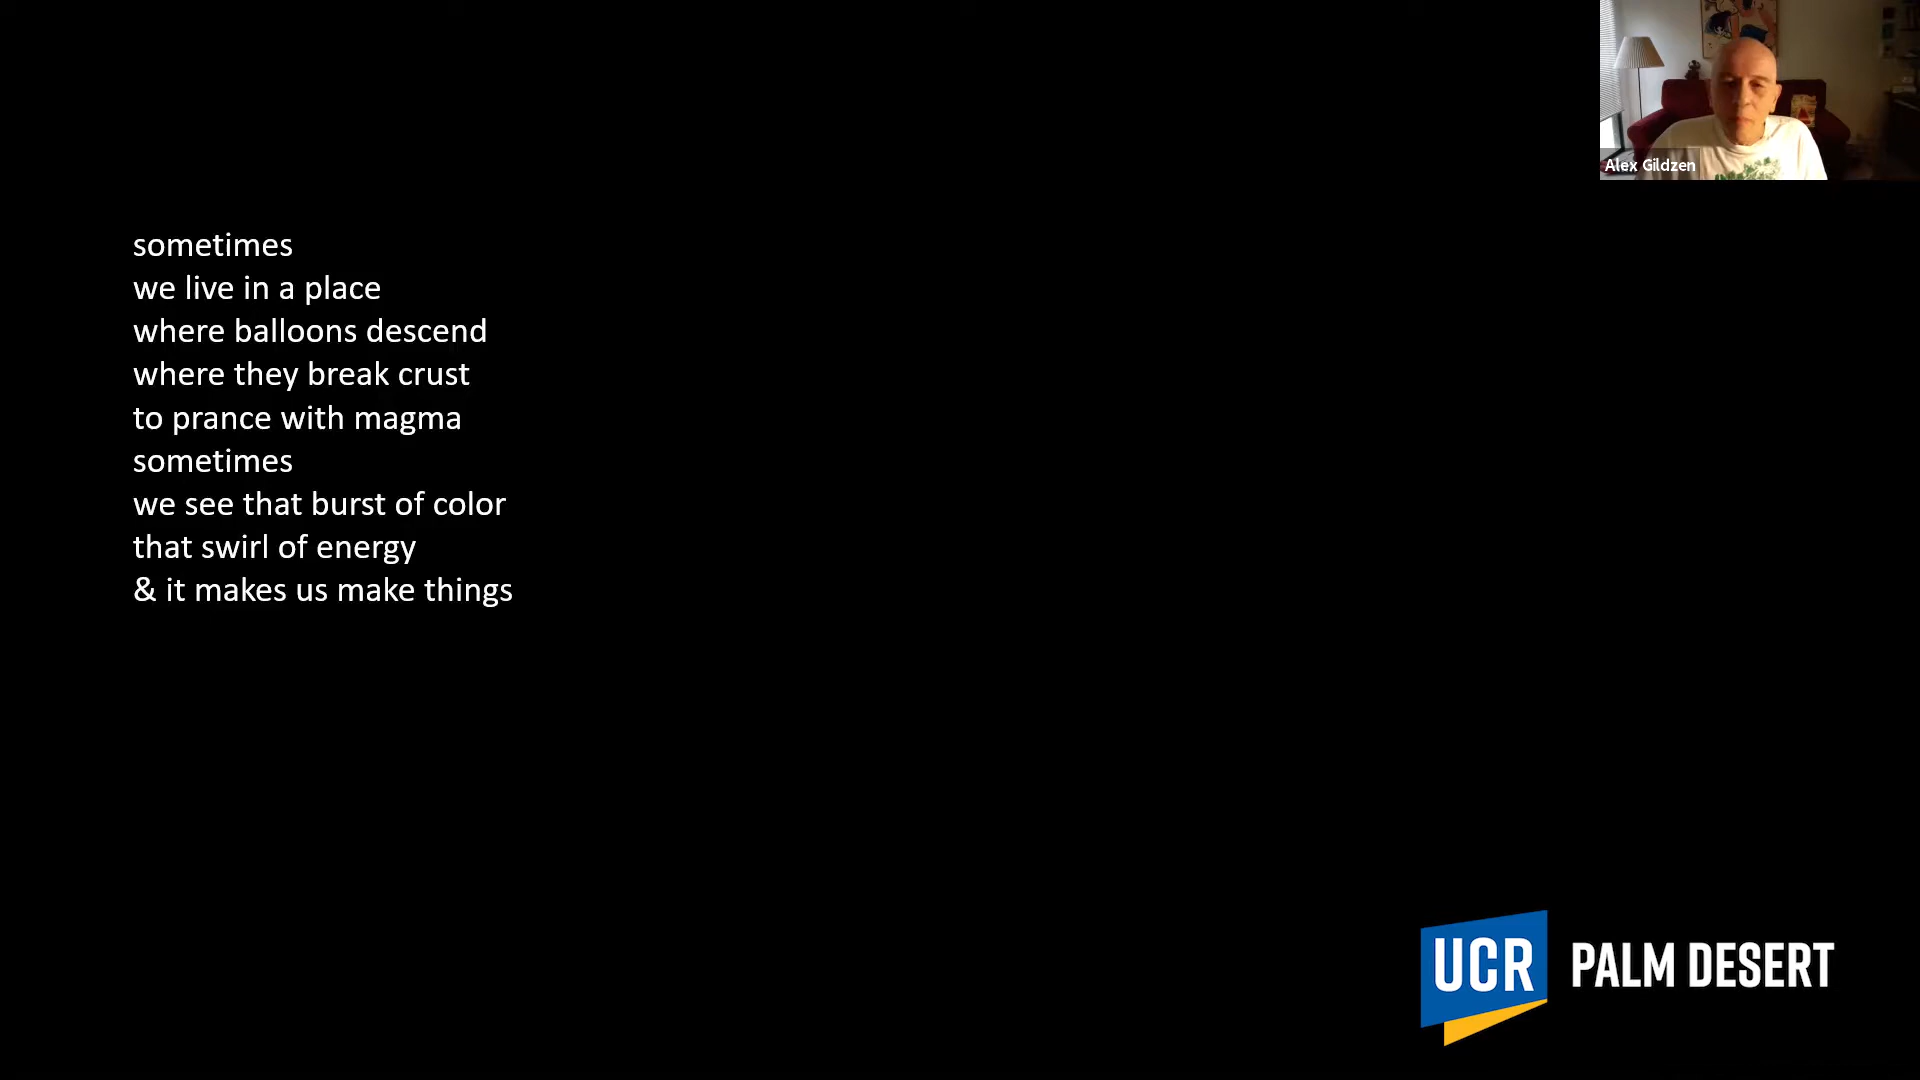 Alex Gildzen
sometimes
we live in a place
where balloons descend
where they break crust
to prance with magma
sometimes
we see that burst of color
that swirl of energy
& it makes us make things
UCR PALM DESERT